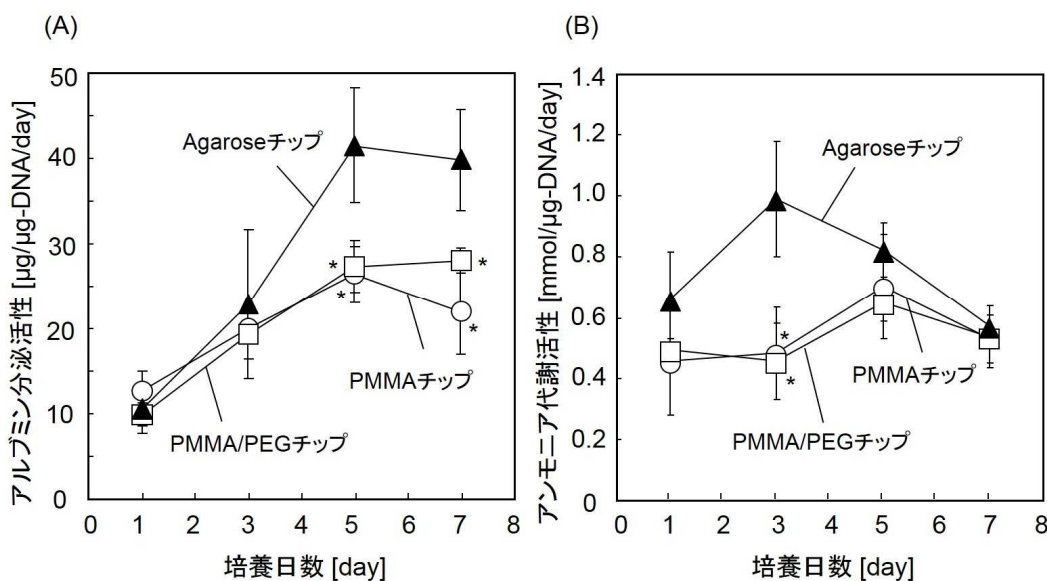 (A)
アルブミン分泌活性 [µg/µg-DNA/day]
50
40
30
20
10
0
Agaroseチップ
*
*
*
*
PMMAチップ
PMMA/PEGチップ
0 1 2 3 4 5 6 7 8
培養日数 [day]
(B)
アンモニア代謝活性 [mmol/µg-DNA/day]
1.4
1.2
1.0
0.8
0.6
0.4
0.2
0
Agaroseチップ
*
*
PMMAチップ
PMMA/PEGチップ
0 1 2 3 4 5 6 7 8
培養日数 [day]